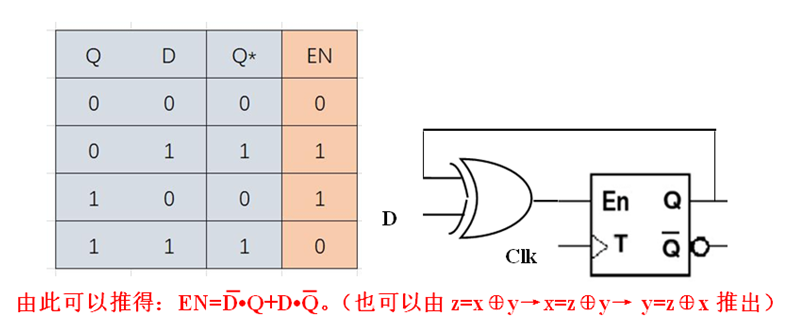 Q D Q* EN
0 0 0 0
0 1 1 1
1 0 0 1
1 1 1 0
D
En Q
Clk
T Q̅
由此可以推得：EN=D̅•Q+D•Q̅。（也可以由 z=x⊕y→x=z⊕y→ y=z⊕x 推出）